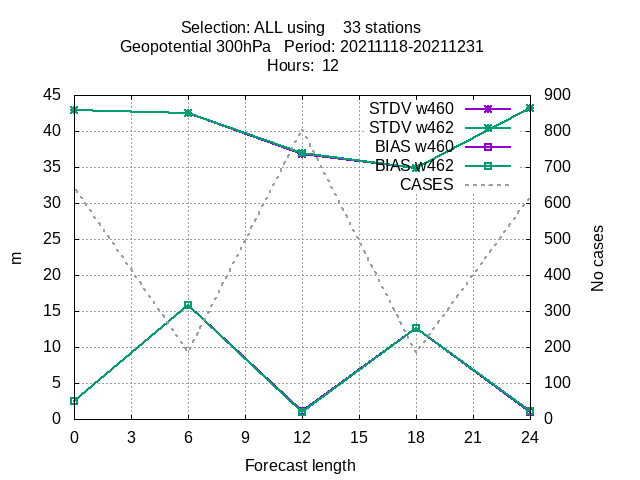 Selection: ALL using    33 stations
Geopotential 300hPa   Period: 20211118-20211231
Hours:  12
45 900
STDV w460
40 800
STDV w462
BIAS w460
35 700
BIAS w462
CASES
30 600
25 500
m
No cases
20 400
15 300
10 200
5 100
0 0
0 3 6 9 12 15 18 21 24
Forecast length